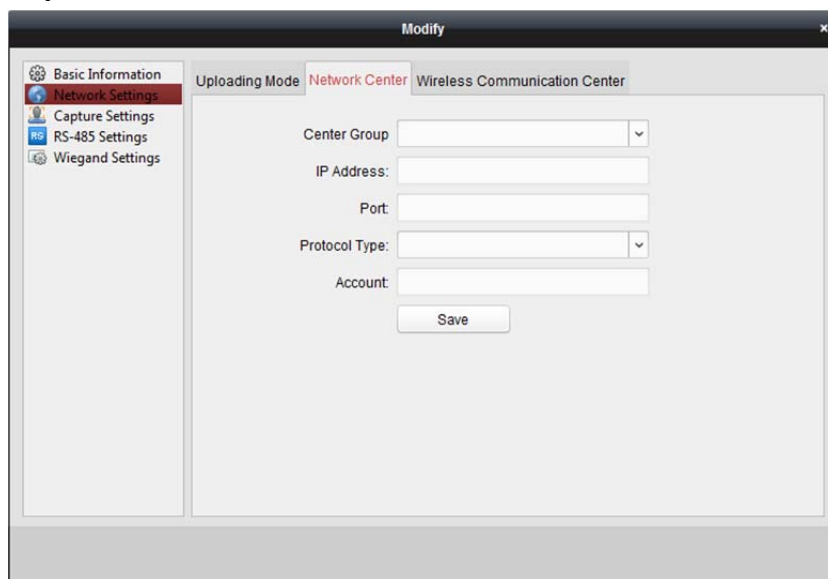 Modify
×
Basic Information
Network Settings
Capture Settings
RS RS-485 Settings
Wiegand Settings
Uploading Mode Network Center Wireless Communication Center
Center Group
IP Address:
Port:
Protocol Type:
Account:
Save